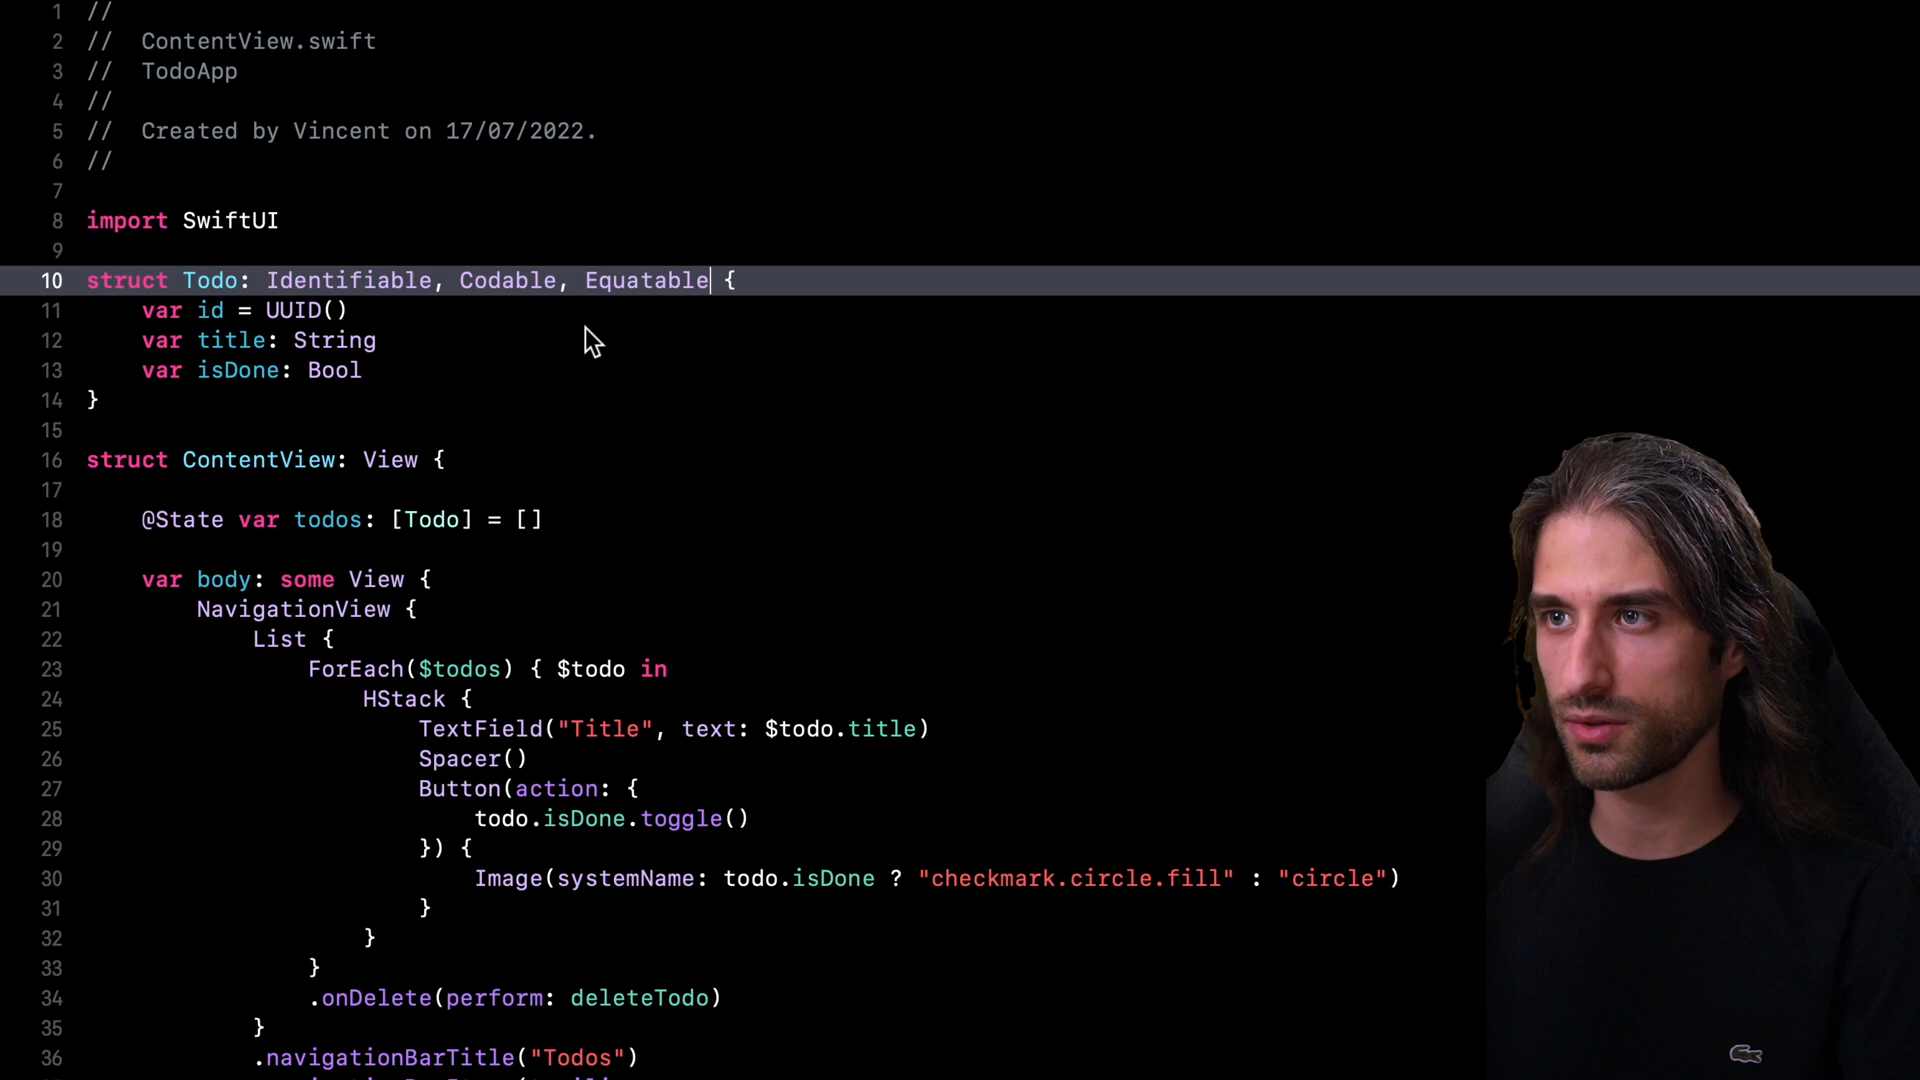 1 //
2 //  ContentView.swift
3 //  TodoApp
4 //
5 //  Created by Vincent on 17/07/2022.
6 //
7
8 import SwiftUI
9
10 struct Todo: Identifiable, Codable, Equatable {
11     var id = UUID()
12     var title: String
13     var isDone: Bool
14 }
15
16 struct ContentView: View {
17
18     @State var todos: [Todo] = []
19
20     var body: some View {
21         NavigationView {
22             List {
23                 ForEach($todos) { $todo in
24                     HStack {
25                         TextField("Title", text: $todo.title)
26                         Spacer()
27                         Button(action: {
28                             todo.isDone.toggle()
29                         }) {
30                             Image(systemName: todo.isDone ? "checkmark.circle.fill" : "circle")
31                         }
32                     }
33                 }
34                 .onDelete(perform: deleteTodo)
35             }
36             .navigationBarTitle("Todos")